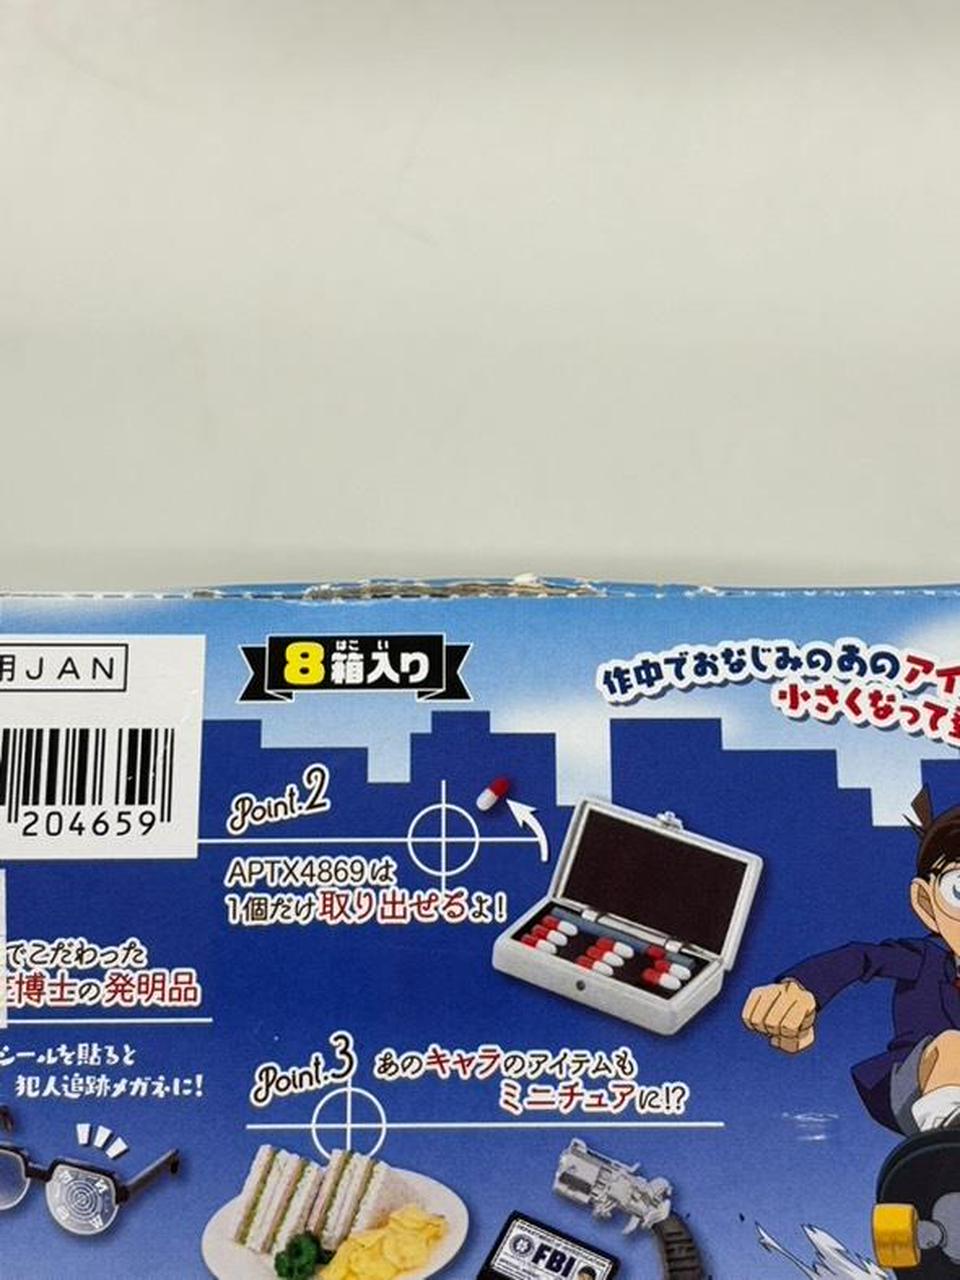 JAN
204659
8箱入り
はこい
作中でおなじみのあのアイ
小さくなって
Point.2
APTX4869は
1個だけ取り出せるよ!
でこだわった
博士の発明品
シールを貼ると
犯人追跡メガネに!
Point.3
あのキャラのアイテムも
ミニチュアに!?
FBI